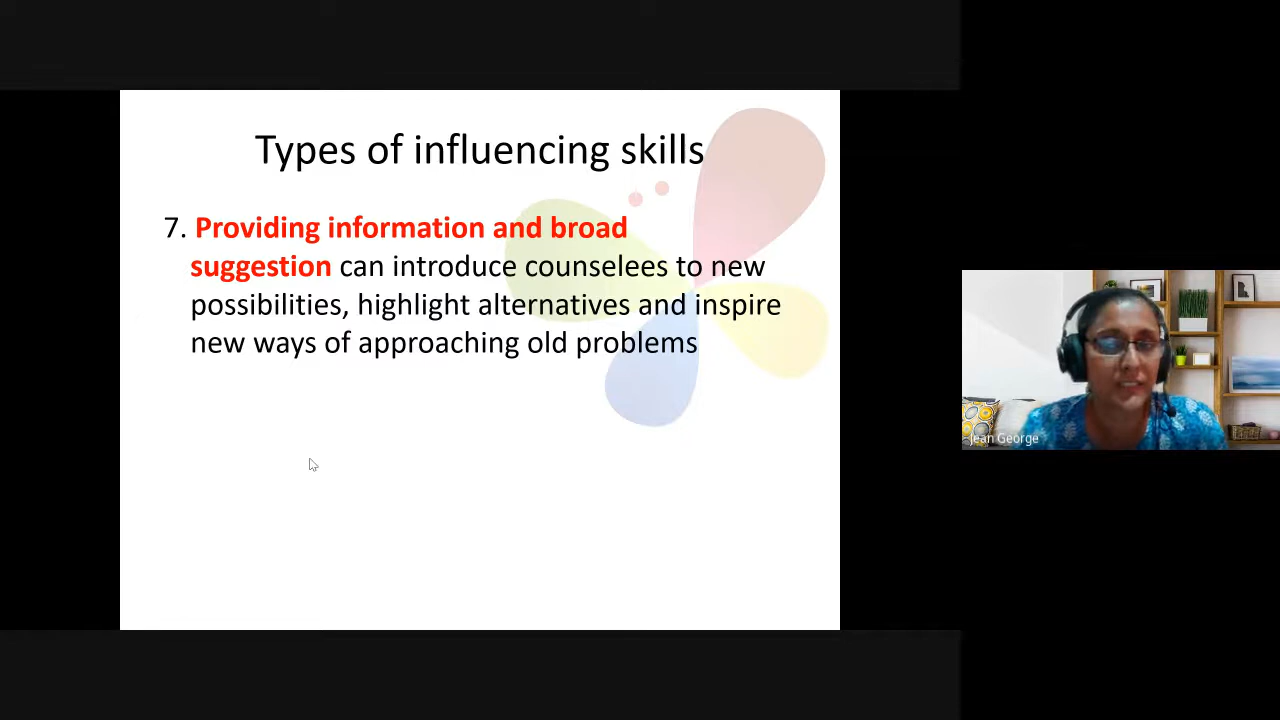 Types of influencing skills
7. Providing information and broad
suggestion can introduce counselees to new
possibilities, highlight alternatives and inspire
new ways of approaching old problems
Jean George